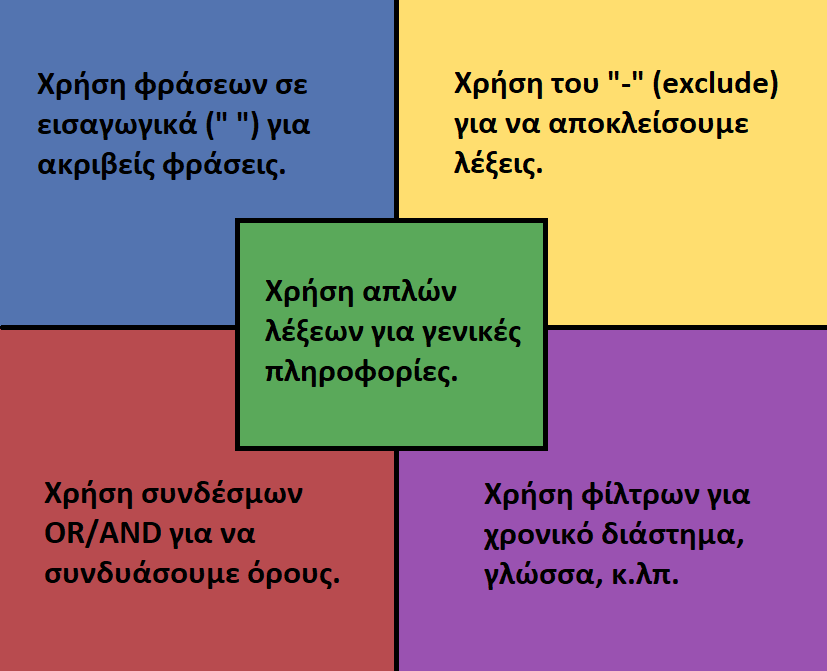 Χρήση φράσεων σε
εισαγωγικά (" ") για
ακριβείς φράσεις.
Χρήση του "-" (exclude)
για να αποκλείσουμε
λέξεις.
Χρήση απλών
λέξεων για γενικές
πληροφορίες.
Χρήση συνδέσμων
OR/AND για να
συνδυάσουμε όρους.
Χρήση φίλτρων για
χρονικό διάστημα,
γλώσσα, κ.λπ.